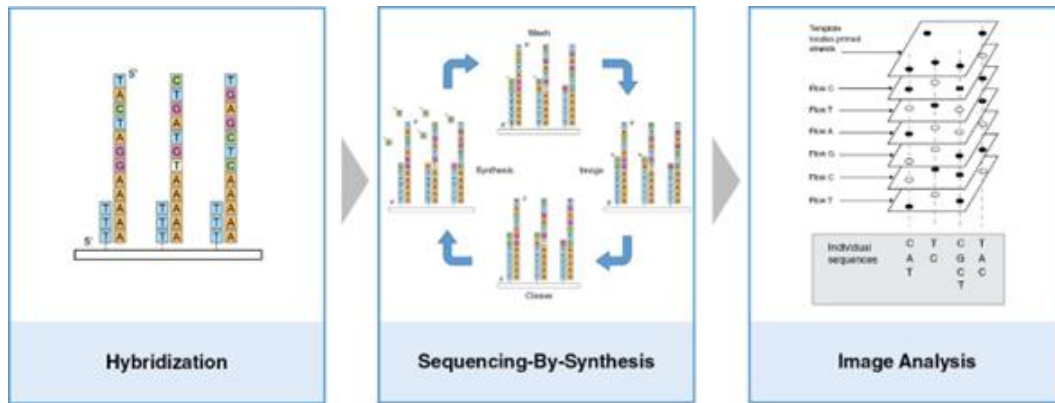 5'
T C T
A T G
C G A
T A G
A T C
G G T
G T C
A A A
A A A
T A T A T A
T A T A T A
T A T A T A
5'
Hybridization
Wash
Synthesis
Image
Cleave
Sequencing-By-Synthesis
Template
strands
Flow C
Flow T
Flow A
Flow G
Flow C
Flow T
Individual sequences
C T C T
A C G A
T C C
T
Image Analysis